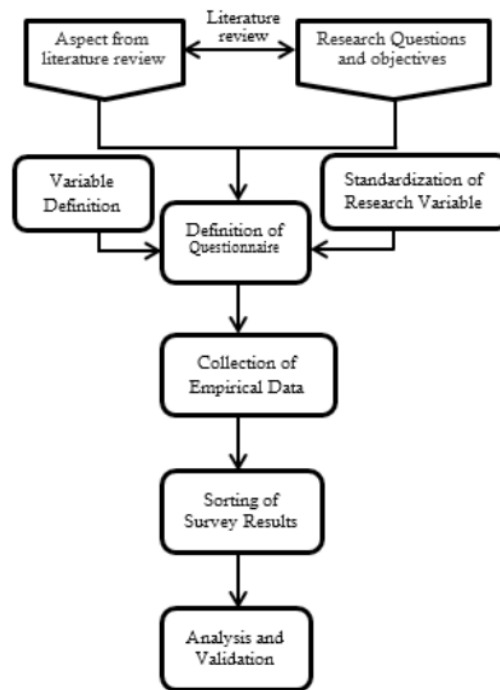 Literature
review
Aspect from
literature review
Research Questions
and objectives
Variable
Definition
Standardization of
Research Variable
Definition of
Questionnaire
Collection of
Empirical Data
Sorting of
Survey Results
Analysis and
Validation